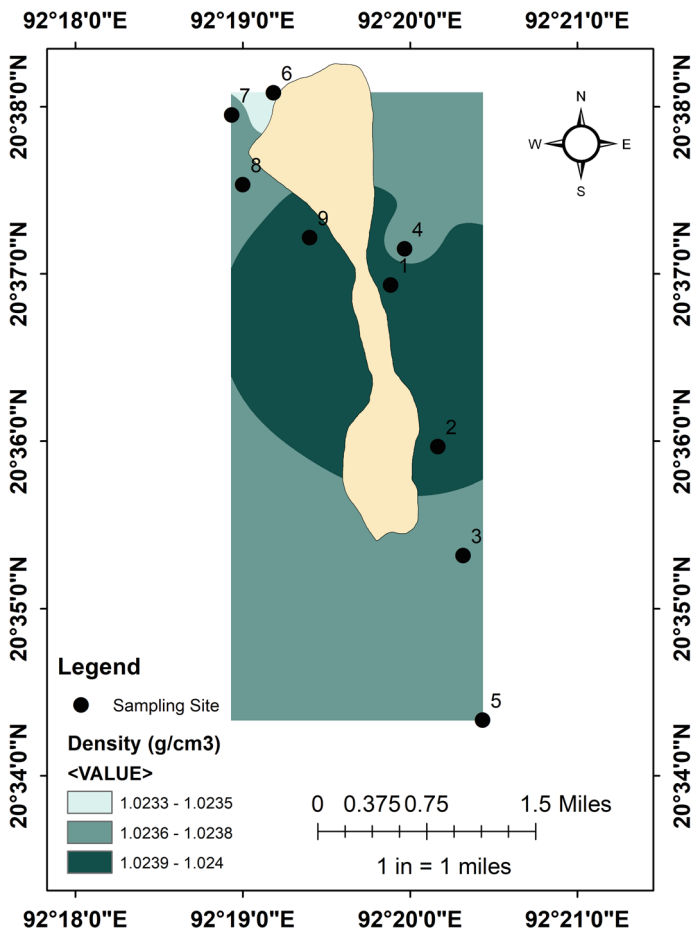 92°18'0"E 92°19'0"E 92°20'0"E 92°21'0"E
20°38'0"N 20°38'0"N
6
7
N
W E
S
8
9
4
20°37'0"N 20°37'0"N
1
20°36'0"N 20°36'0"N
2
3
20°35'0"N 20°35'0"N
Legend
Sampling Site
5
Density (g/cm3)
<VALUE>
20°34'0"N 20°34'0"N
1.0233 - 1.0235
1.0236 - 1.0238
1.0239 - 1.024
0 0.375 0.75 1.5 Miles
1 in = 1 miles
92°18'0"E 92°19'0"E 92°20'0"E 92°21'0"E